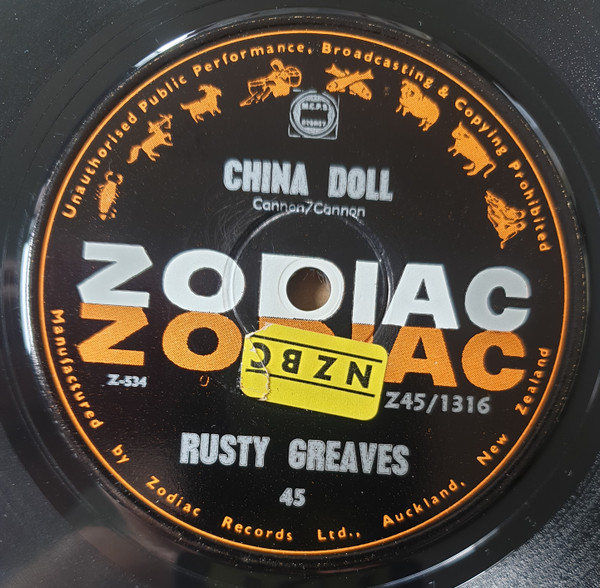 Unauthorised Public Performance, Broadcasting & Copying Prohibited
M.C.P.S
SYDNEY
CHINA DOLL
Cannon/Cannon
ZODIAC
ZODIAC
NZBC
Z-534
Z45/1316
RUSTY GREAVES
45
Manufactured by Zodiac Records Ltd., Auckland, New Zealand